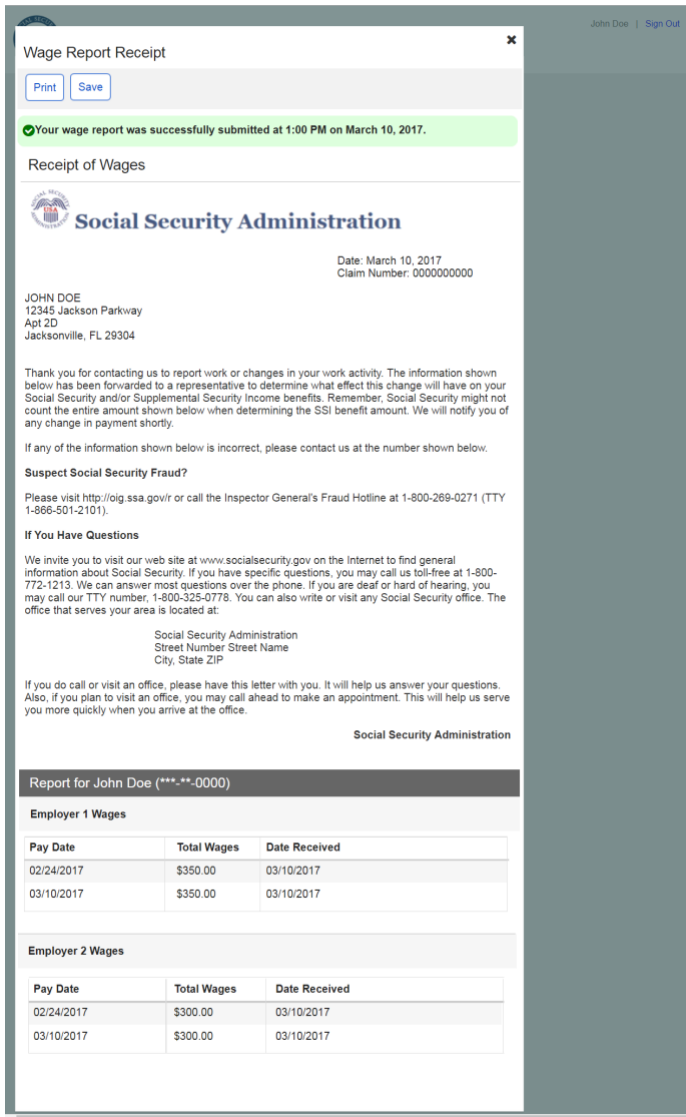 John Doe | Sign Out
Wage Report Receipt
Print Save
Your wage report was successfully submitted at 1:00 PM on March 10, 2017.
Receipt of Wages
Social Security Administration
Date: March 10, 2017
Claim Number: 0000000000
JOHN DOE
12345 Jackson Parkway
Apt 2D
Jacksonville, FL 29304
Thank you for contacting us to report work or changes in your work activity. The information shown
below has been forwarded to a representative to determine what effect this change will have on your
Social Security and/or Supplemental Security Income benefits. Remember, Social Security might not
count the entire amount shown below when determining the SSI benefit amount. We will notify you of
any change in payment shortly.
If any of the information shown below is incorrect, please contact us at the number shown below.
Suspect Social Security Fraud?
Please visit http://oig.ssa.gov/r or call the Inspector General's Fraud Hotline at 1-800-269-0271 (TTY
1-866-501-2101).
If You Have Questions
We invite you to visit our web site at www.socialsecurity.gov on the Internet to find general
information about Social Security. If you have specific questions, you may call us toll-free at 1-800-
772-1213. We can answer most questions over the phone. If you are deaf or hard of hearing, you
may call our TTY number, 1-800-325-0778. You can also write or visit any Social Security office. The
office that serves your area is located at:
Social Security Administration
Street Number Street Name
City, State ZIP
If you do call or visit an office, please have this letter with you. It will help us answer your questions.
Also, if you plan to visit an office, you may call ahead to make an appointment. This will help us serve
you more quickly when you arrive at the office.
Social Security Administration
Report for John Doe (***-**-0000)
Employer 1 Wages
Pay Date Total Wages Date Received
02/24/2017 $350.00 03/10/2017
03/10/2017 $350.00 03/10/2017
Employer 2 Wages
Pay Date Total Wages Date Received
02/24/2017 $300.00 03/10/2017
03/10/2017 $300.00 03/10/2017